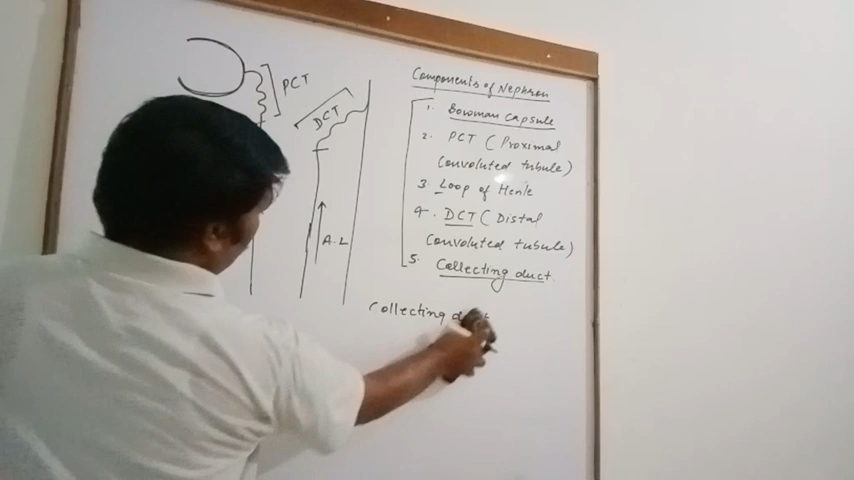 PCT
DCT
A.L
Components of Nephron
1. Bowman Capsule
2. PCT (Proximal
Convoluted tubule)
3. Loop of Henle
4. DCT (Distal
Convoluted tubule)
5. Collecting duct
Collecting